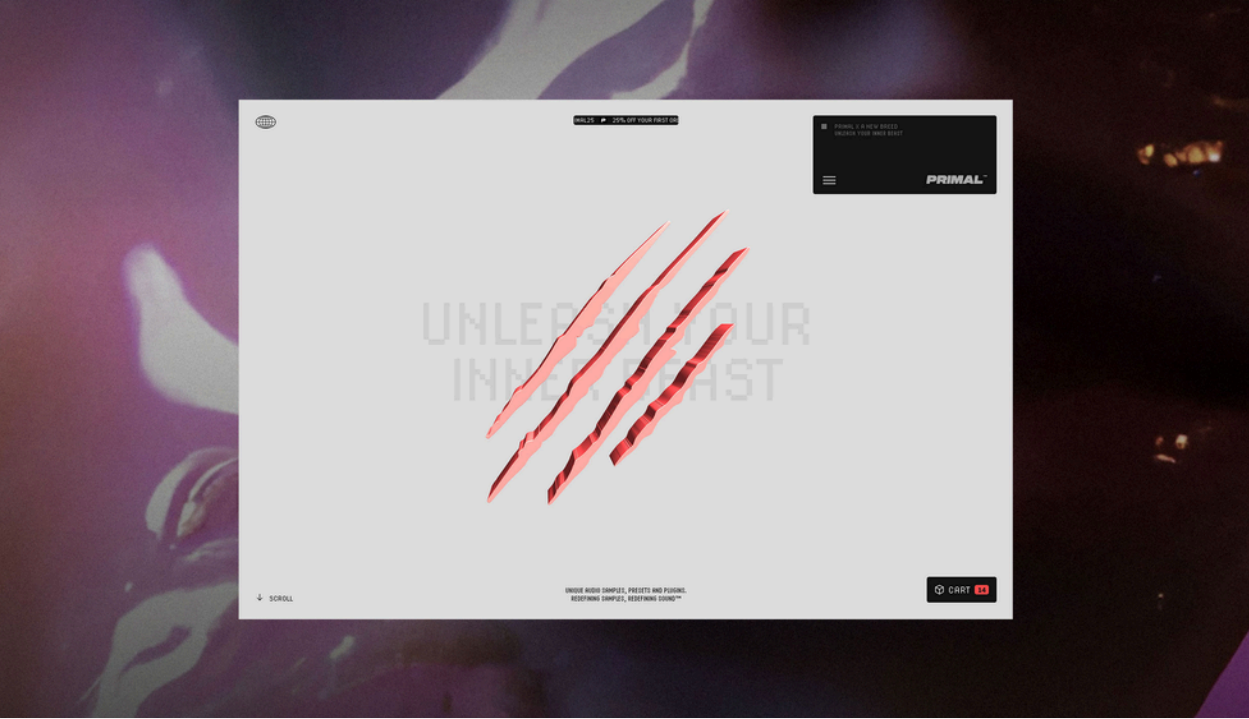 IMAL25 25% OFF YOUR FIRST OR
PRIMAL X A NEW BREED
UNLEASH YOUR INNER BEAST
PRIMAL™
UNLEASH YOUR
INNER BEAST
SCROLL
UNIQUE AUDIO SAMPLES, PRESETS AND PLUGINS.
REDEFINING SAMPLES, REDEFINING SOUND™
CART 14